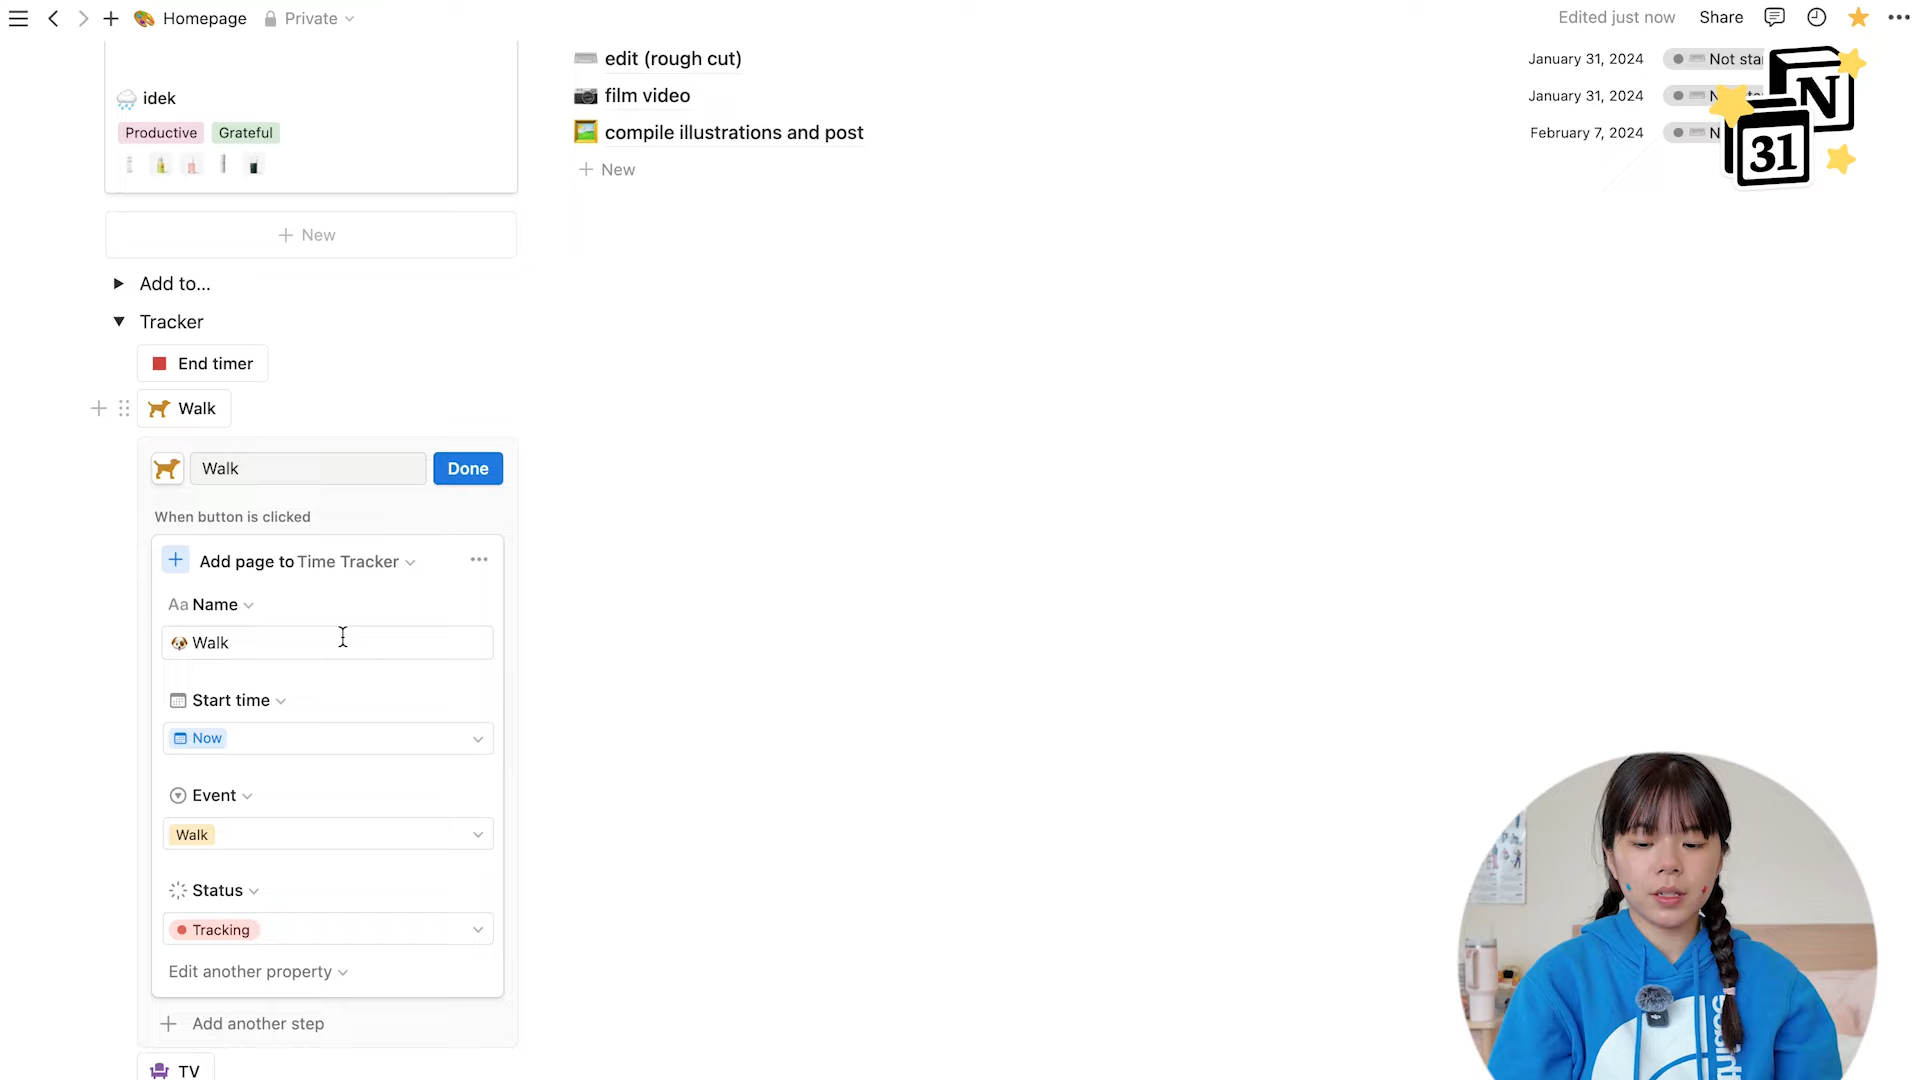 Homepage Private
Edited just now Share
edit (rough cut) January 31, 2024 Not sta
film video January 31, 2024 N
compile illustrations and post February 7, 2024 N
New
N
31
idek
Productive Grateful
New
Add to...
Tracker
End timer
Walk
Walk Done
When button is clicked
Add page to Time Tracker
Aa Name
Walk
Start time
Now
Event
Walk
Status
Tracking
Edit another property
Add another step
TV